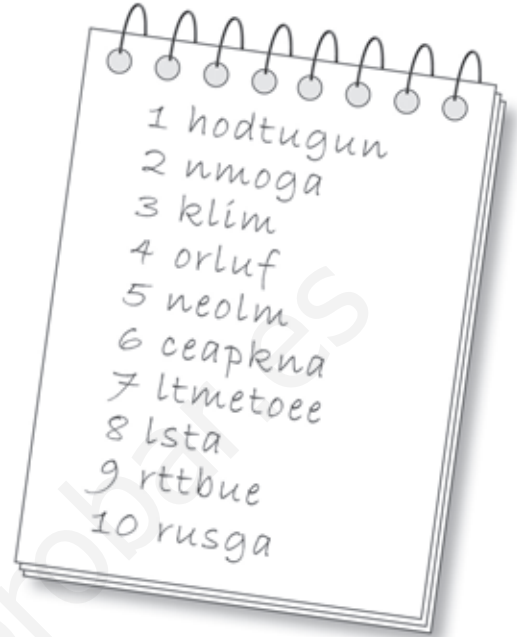 1 hodtugun
2 nmoga
3 klim
4 orluf
5 neolm
6 ceapkna
7 ltmetoee
8 lsta
9 rttbue
10 rusga